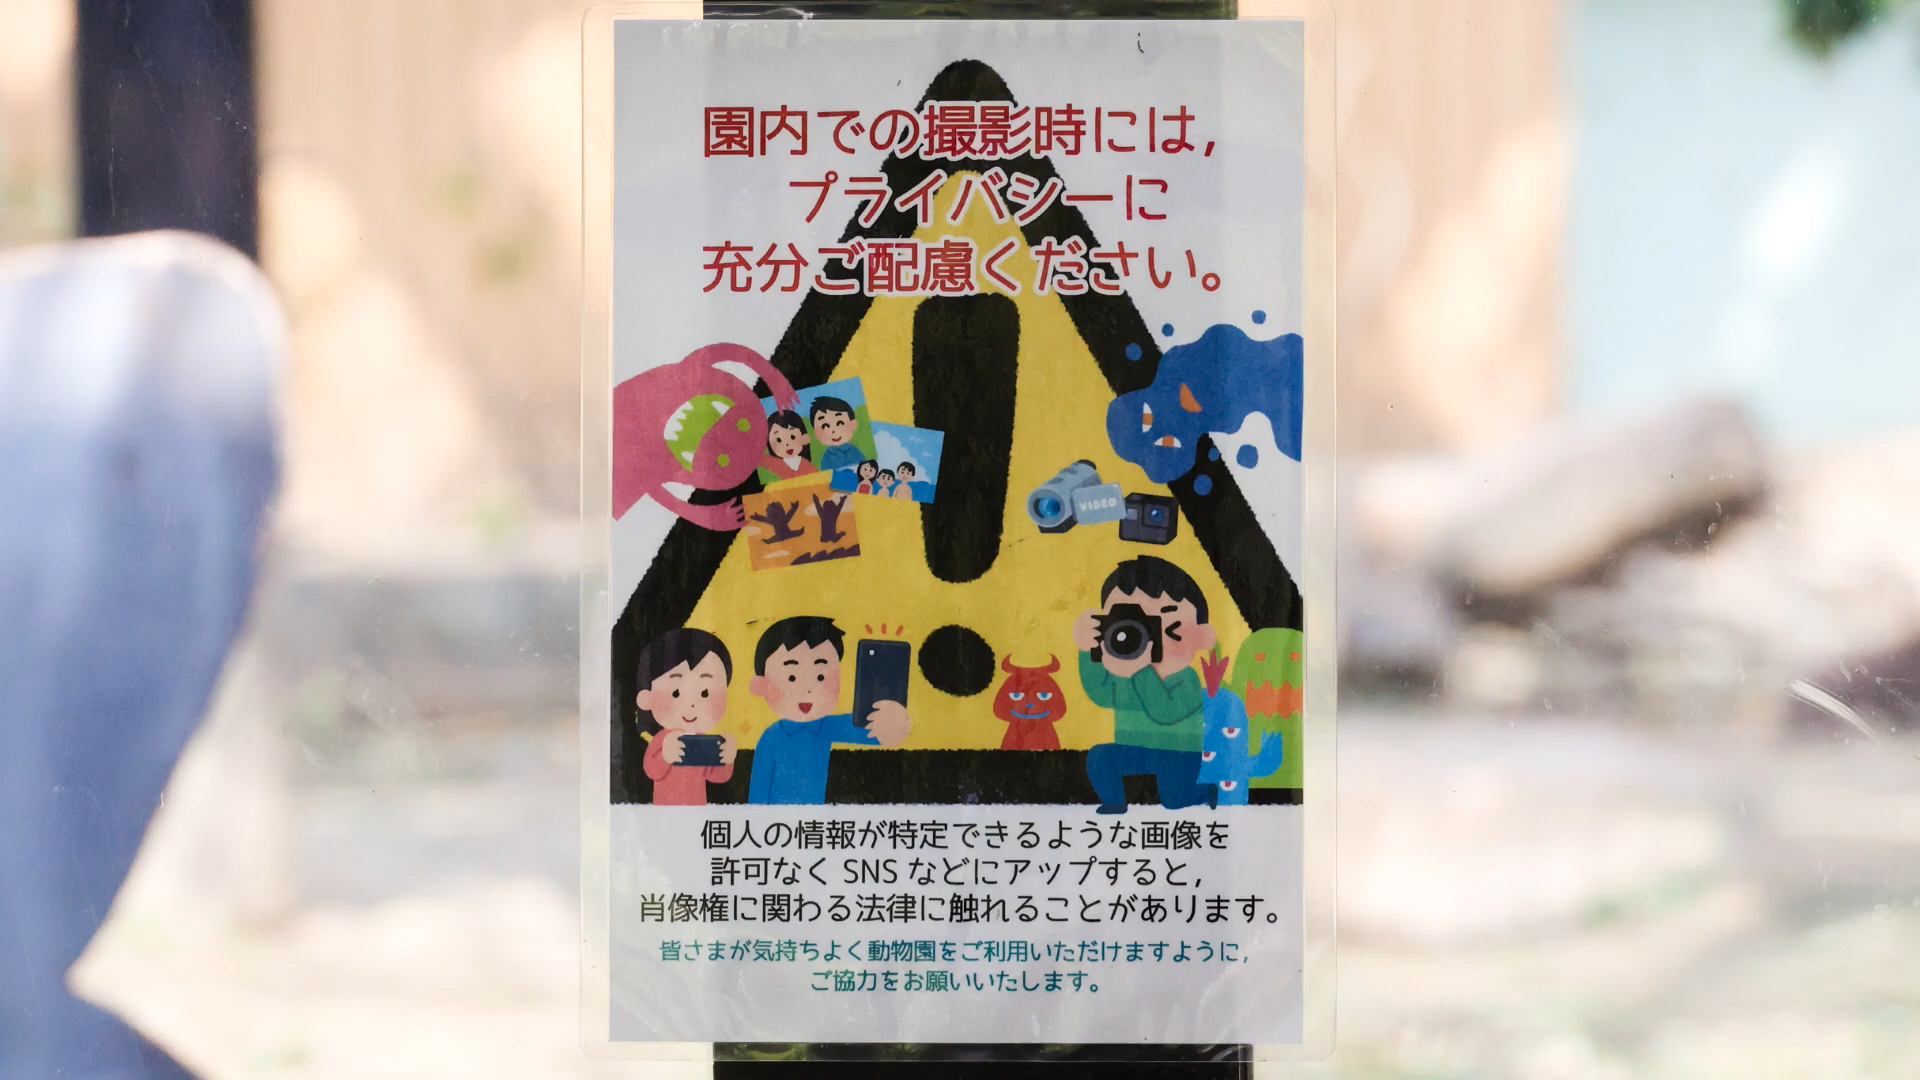 園内での撮影時には,
プライバシーに
充分ご配慮ください。
VIDEO
個人の情報が特定できるような画像を
許可なく SNS などにアップすると,
肖像権に関わる法律に触れることがあります。
皆さまが気持ちよく動物園をご利用いただけますように,
ご協力をお願いいたします。